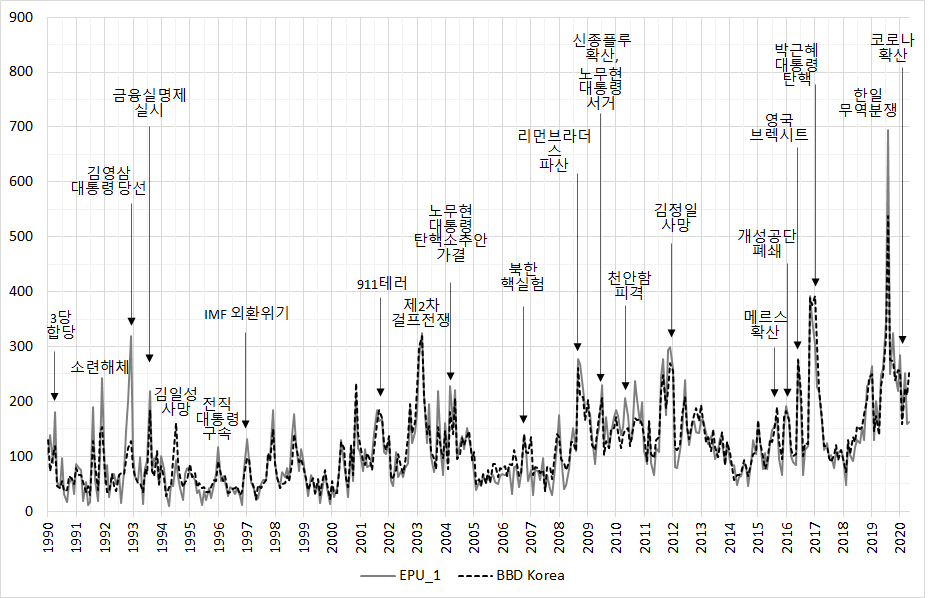 900
800
700
600
500
400
300
200
100
0
3당
합당
소련해체
김영삼
대통령 당선
금융실명제
실시
김일성
사망
전직
대통령
구속
IMF 외환위기
911테러
제2차
걸프전쟁
노무현
대통령
탄핵소추안
가결
북한
핵실험
리먼브라더
스
파산
신종플루
확산,
노무현
대통령
서거
천안함
피격
김정일
사망
메르스
확산
개성공단
폐쇄
영국
브렉시트
박근혜
대통령
탄핵
한일
무역분쟁
코로나
확산
1990
1991
1992
1993
1994
1995
1996
1997
1998
1999
2000
2001
2002
2003
2004
2005
2006
2007
2008
2009
2010
2011
2012
2013
2014
2015
2016
2017
2018
2019
2020
EPU_1
BBD Korea